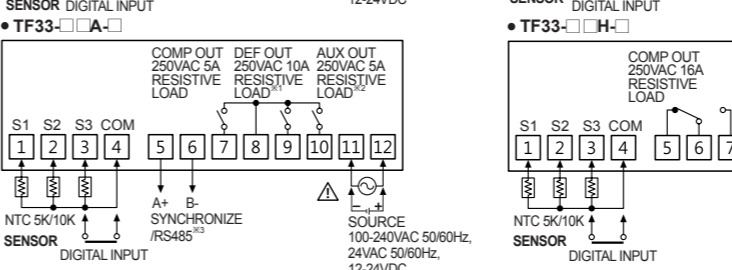 SENSOR DIGITAL INPUT
12-24VDC
SENSOR DIGITAL INPUT
• TF33-□□A-□
COMP OUT
250VAC 5A
RESISTIVE
LOAD
DEF OUT
250VAC 10A
RESISTIVE
LOAD※1
AUX OUT
250VAC 5A
RESISTIVE
LOAD※2
S1 S2 S3 COM
1 2 3 4 5 6 7 8 9 10 11 12
NTC 5K/10K
SENSOR
DIGITAL INPUT
A+ B-
SYNCHRONIZE
/RS485※3
SOURCE
100-240VAC 50/60Hz,
24VAC 50/60Hz,
12-24VDC
• TF33-□□H-□
COMP OUT
250VAC 16A
RESISTIVE
LOAD
S1 S2 S3 COM
1 2 3 4 5 6 7
NTC 5K/10K
SENSOR
DIGITAL INPUT